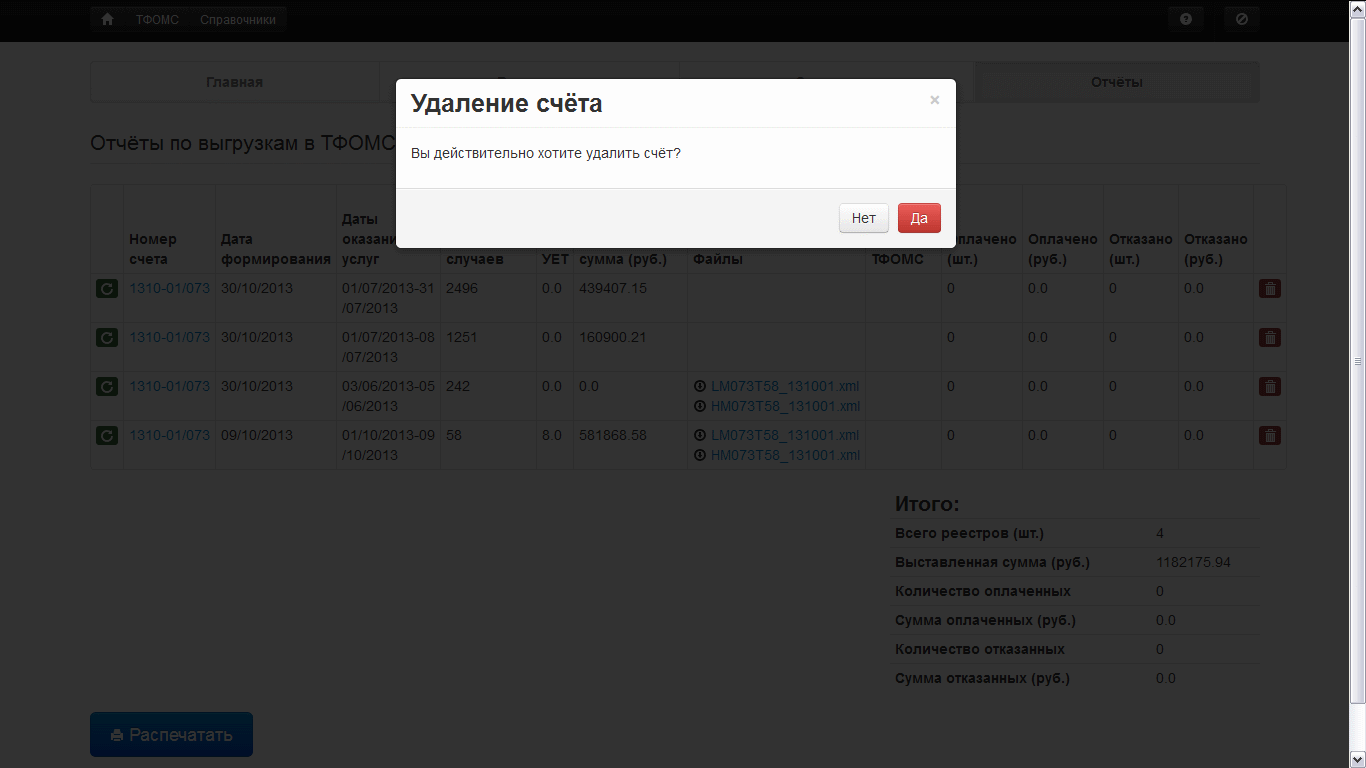 ТФОМС Справочники
Главная Отчёты
Удаление счёта ×
Отчёты по выгрузкам в ТФОМС
Вы действительно хотите удалить счёт?
Нет Да
Номер счета Дата формирования Даты услуг случаев УЕТ сумма (руб.) Файлы ТФОМС (шт.) Оплачено (руб.) Отказано (шт.) Отказано (руб.)
1310-01/073 30/10/2013 01/07/2013-31 2496 0.0 439407.15 0 0.0 0 0.0
/07/2013
1310-01/073 30/10/2013 01/07/2013-08 1251 0.0 160900.21 0 0.0 0 0.0
/07/2013
1310-01/073 30/10/2013 03/06/2013-05 242 0.0 0.0 LM073T58_131001.xml 0 0.0 0 0.0
/06/2013 HM073T58_131001.xml
1310-01/073 09/10/2013 01/10/2013-09 58 8.0 581868.58 LM073T58_131001.xml 0 0.0 0 0.0
/10/2013 HM073T58_131001.xml
Итого:
Всего реестров (шт.) 4
Выставленная сумма (руб.) 1182175.94
Количество оплаченных 0
Сумма оплаченных (руб.) 0.0
Количество отказанных 0
Сумма отказанных (руб.) 0.0
Распечатать